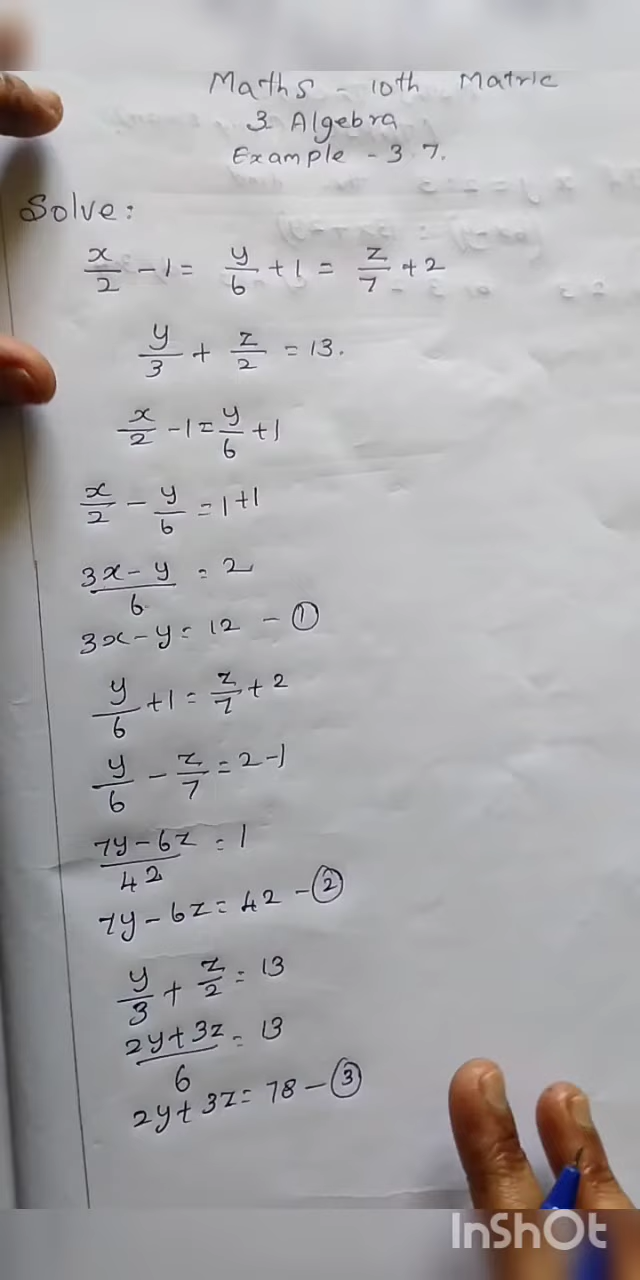 Maths - 10th Matric
3 Algebra
Example - 3.7.
Solve:
x/2 - 1 = y/6 + 1 = z/7 + 2
y/3 + z/2 = 13.
x/2 - 1 = y/6 + 1
x/2 - y/6 = 1+1
3x - y/6 = 2
3x - y = 12 - ①
y/6 + 1 = z/7 + 2
y/6 - z/7 = 2-1
7y - 6z/42 = 1
7y - 6z = 42 - ②
y/3 + z/2 = 13
2y + 3z/6 = 13
2y + 3z = 78 - ③
InShOt